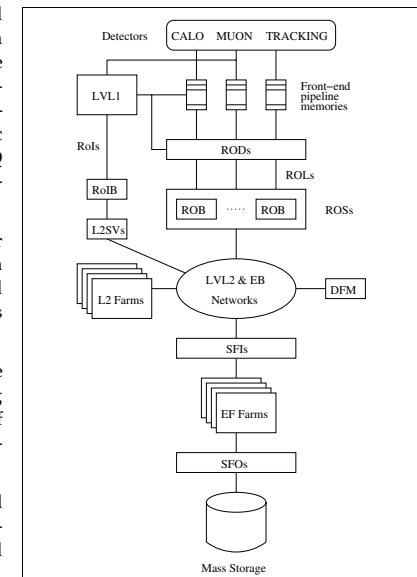 Detectors CALO MUON TRACKING
LVL1
Front-end
pipeline
memories
RoIs
RODs
ROLs
RoIB
ROB ..... ROB
ROSs
L2SVs
LVL2 & EB
Networks
L2 Farms
DFM
SFIs
EF Farms
SFOs
Mass Storage